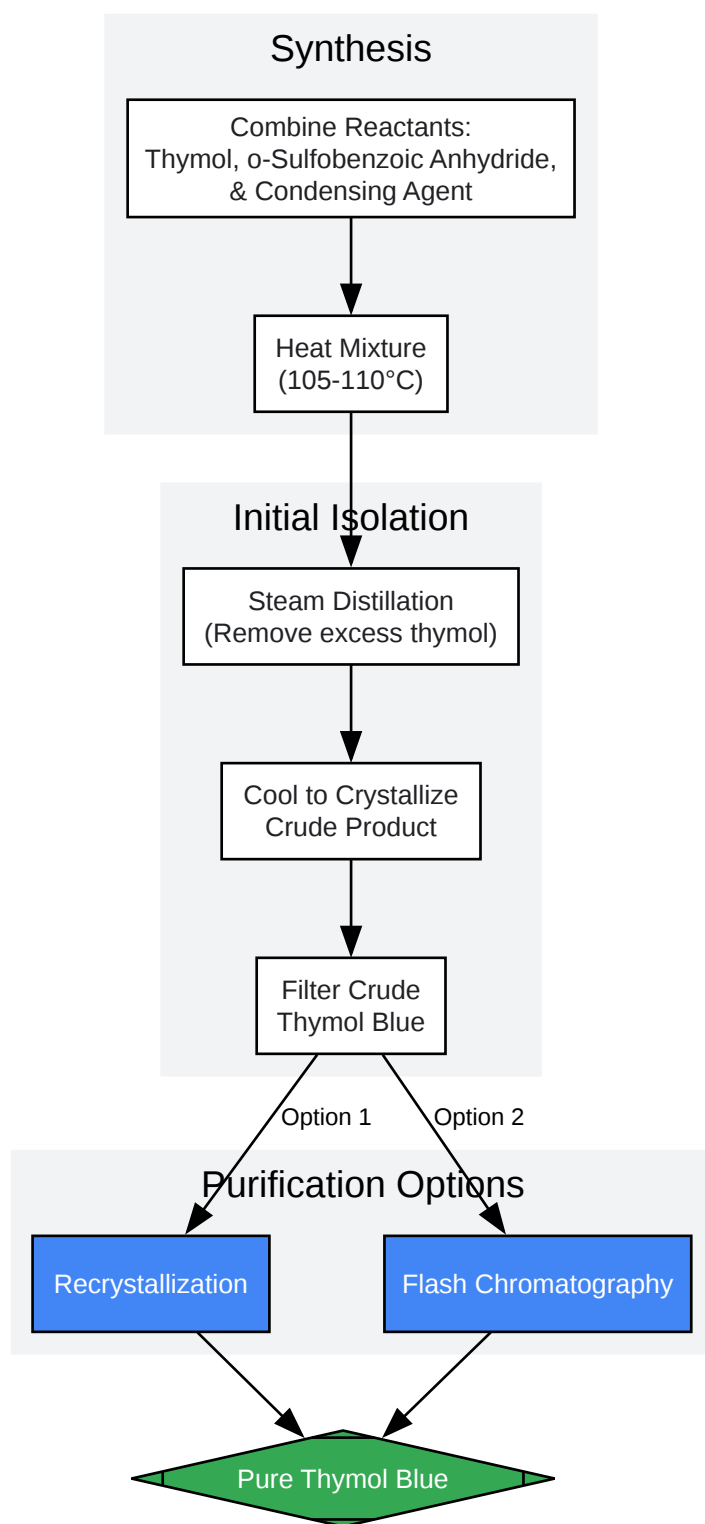 Synthesis
Combine Reactants:
Thymol, o-Sulfobenzoic Anhydride,
& Condensing Agent
Heat Mixture
(105-110°C)
Initial Isolation
Steam Distillation
(Remove excess thymol)
Cool to Crystallize
Crude Product
Filter Crude
Thymol Blue
Option 1
Option 2
Purification Options
Recrystallization
Flash Chromatography
Pure Thymol Blue